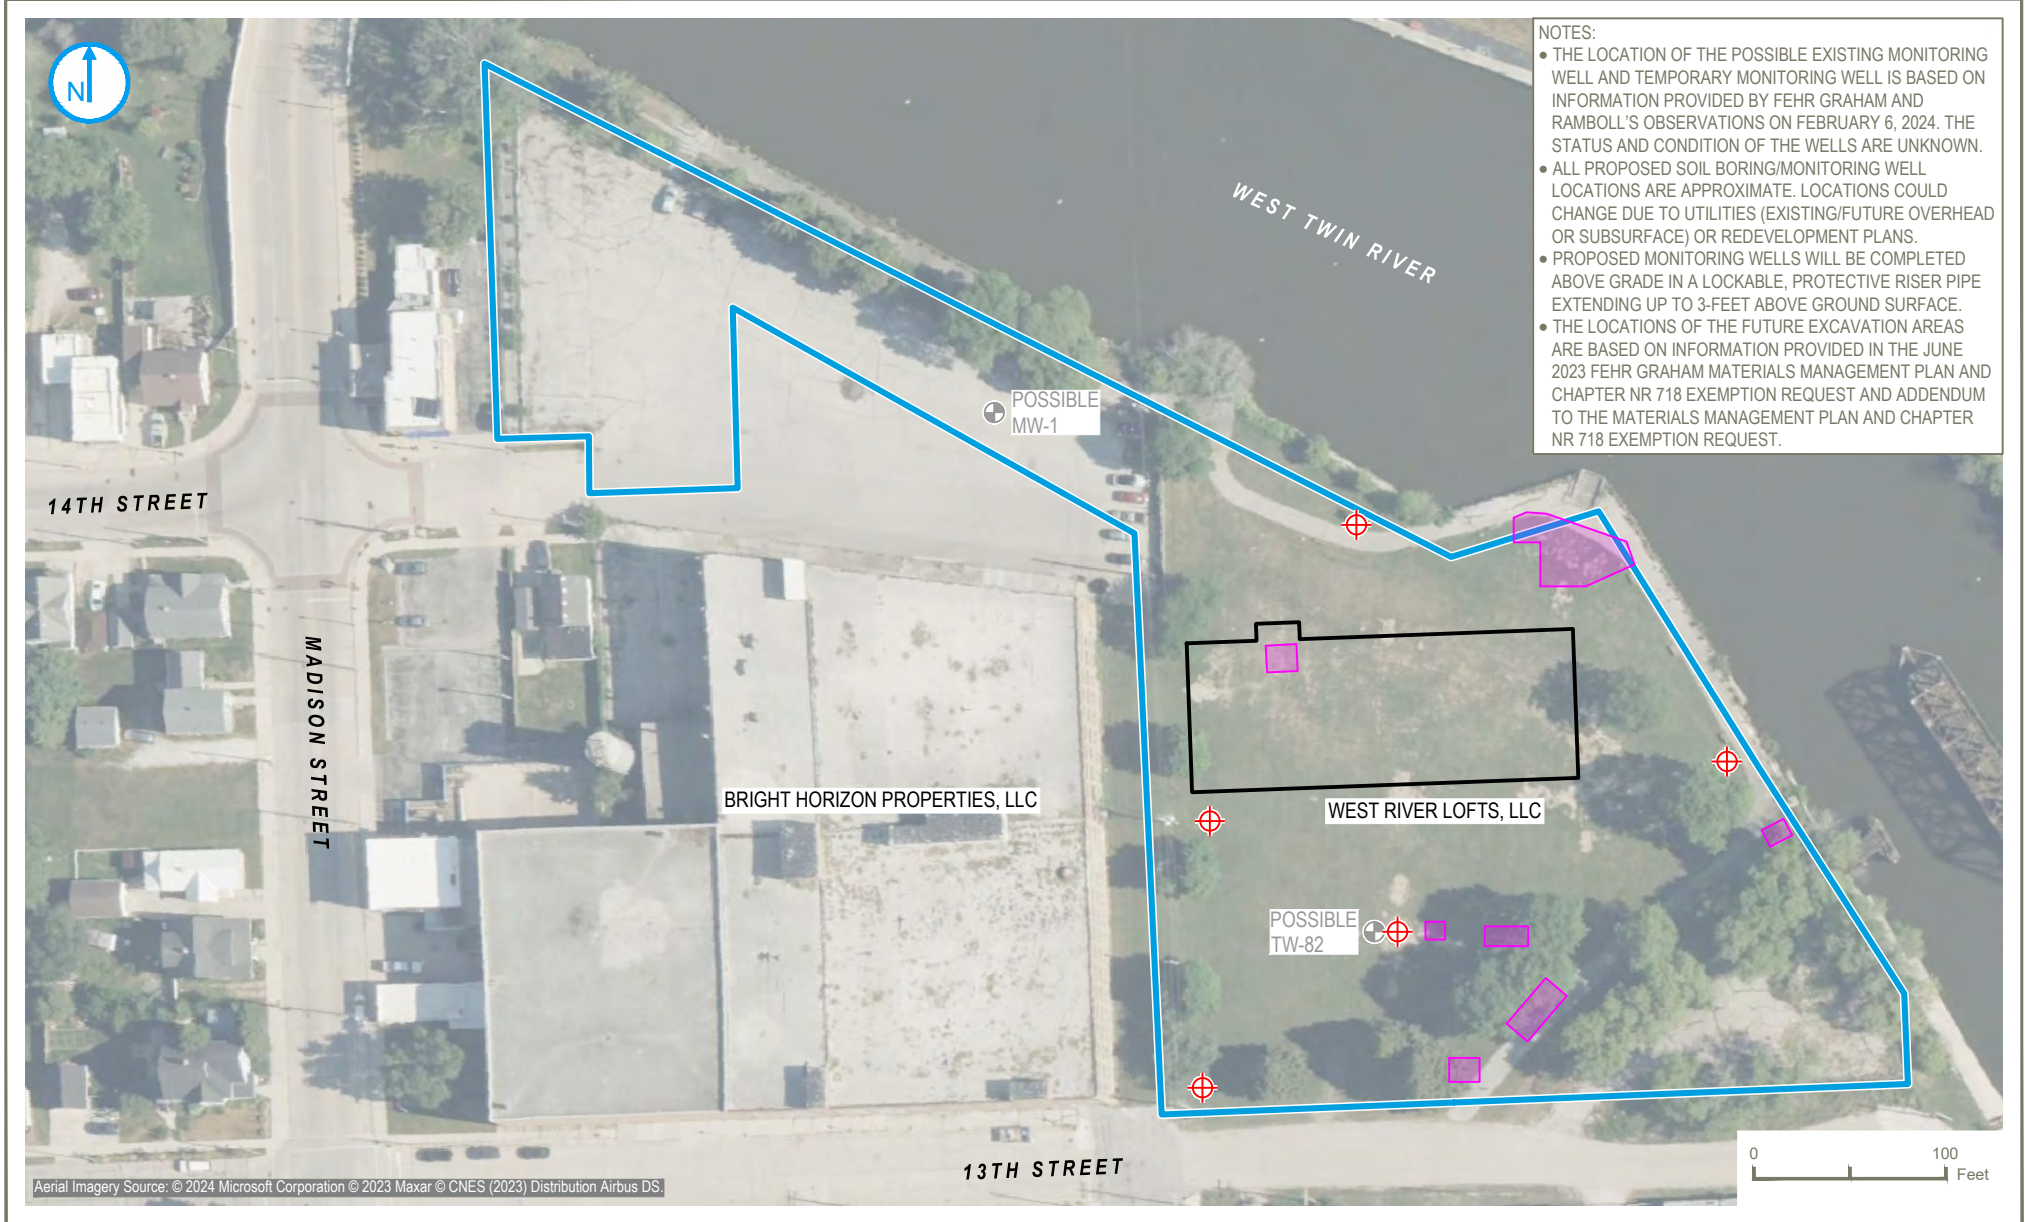 N
NOTES:
● THE LOCATION OF THE POSSIBLE EXISTING MONITORING
WELL AND TEMPORARY MONITORING WELL IS BASED ON
INFORMATION PROVIDED BY FEHR GRAHAM AND
RAMBOLL'S OBSERVATIONS ON FEBRUARY 6, 2024. THE
STATUS AND CONDITION OF THE WELLS ARE UNKNOWN.
● ALL PROPOSED SOIL BORING/MONITORING WELL
LOCATIONS ARE APPROXIMATE. LOCATIONS COULD
CHANGE DUE TO UTILITIES (EXISTING/FUTURE OVERHEAD
OR SUBSURFACE) OR REDEVELOPMENT PLANS.
● PROPOSED MONITORING WELLS WILL BE COMPLETED
ABOVE GRADE IN A LOCKABLE, PROTECTIVE RISER PIPE
EXTENDING UP TO 3-FEET ABOVE GROUND SURFACE.
● THE LOCATIONS OF THE FUTURE EXCAVATION AREAS
ARE BASED ON INFORMATION PROVIDED IN THE JUNE
2023 FEHR GRAHAM MATERIALS MANAGEMENT PLAN AND
CHAPTER NR 718 EXEMPTION REQUEST AND ADDENDUM
TO THE MATERIALS MANAGEMENT PLAN AND CHAPTER
NR 718 EXEMPTION REQUEST.
WEST TWIN RIVER
POSSIBLE
MW-1
14TH STREET
MADISON STREET
BRIGHT HORIZON PROPERTIES, LLC
WEST RIVER LOFTS, LLC
POSSIBLE
TW-82
13TH STREET
0 100
Feet
Aerial Imagery Source: © 2024 Microsoft Corporation © 2023 Maxar © CNES (2023) Distribution Airbus DS.